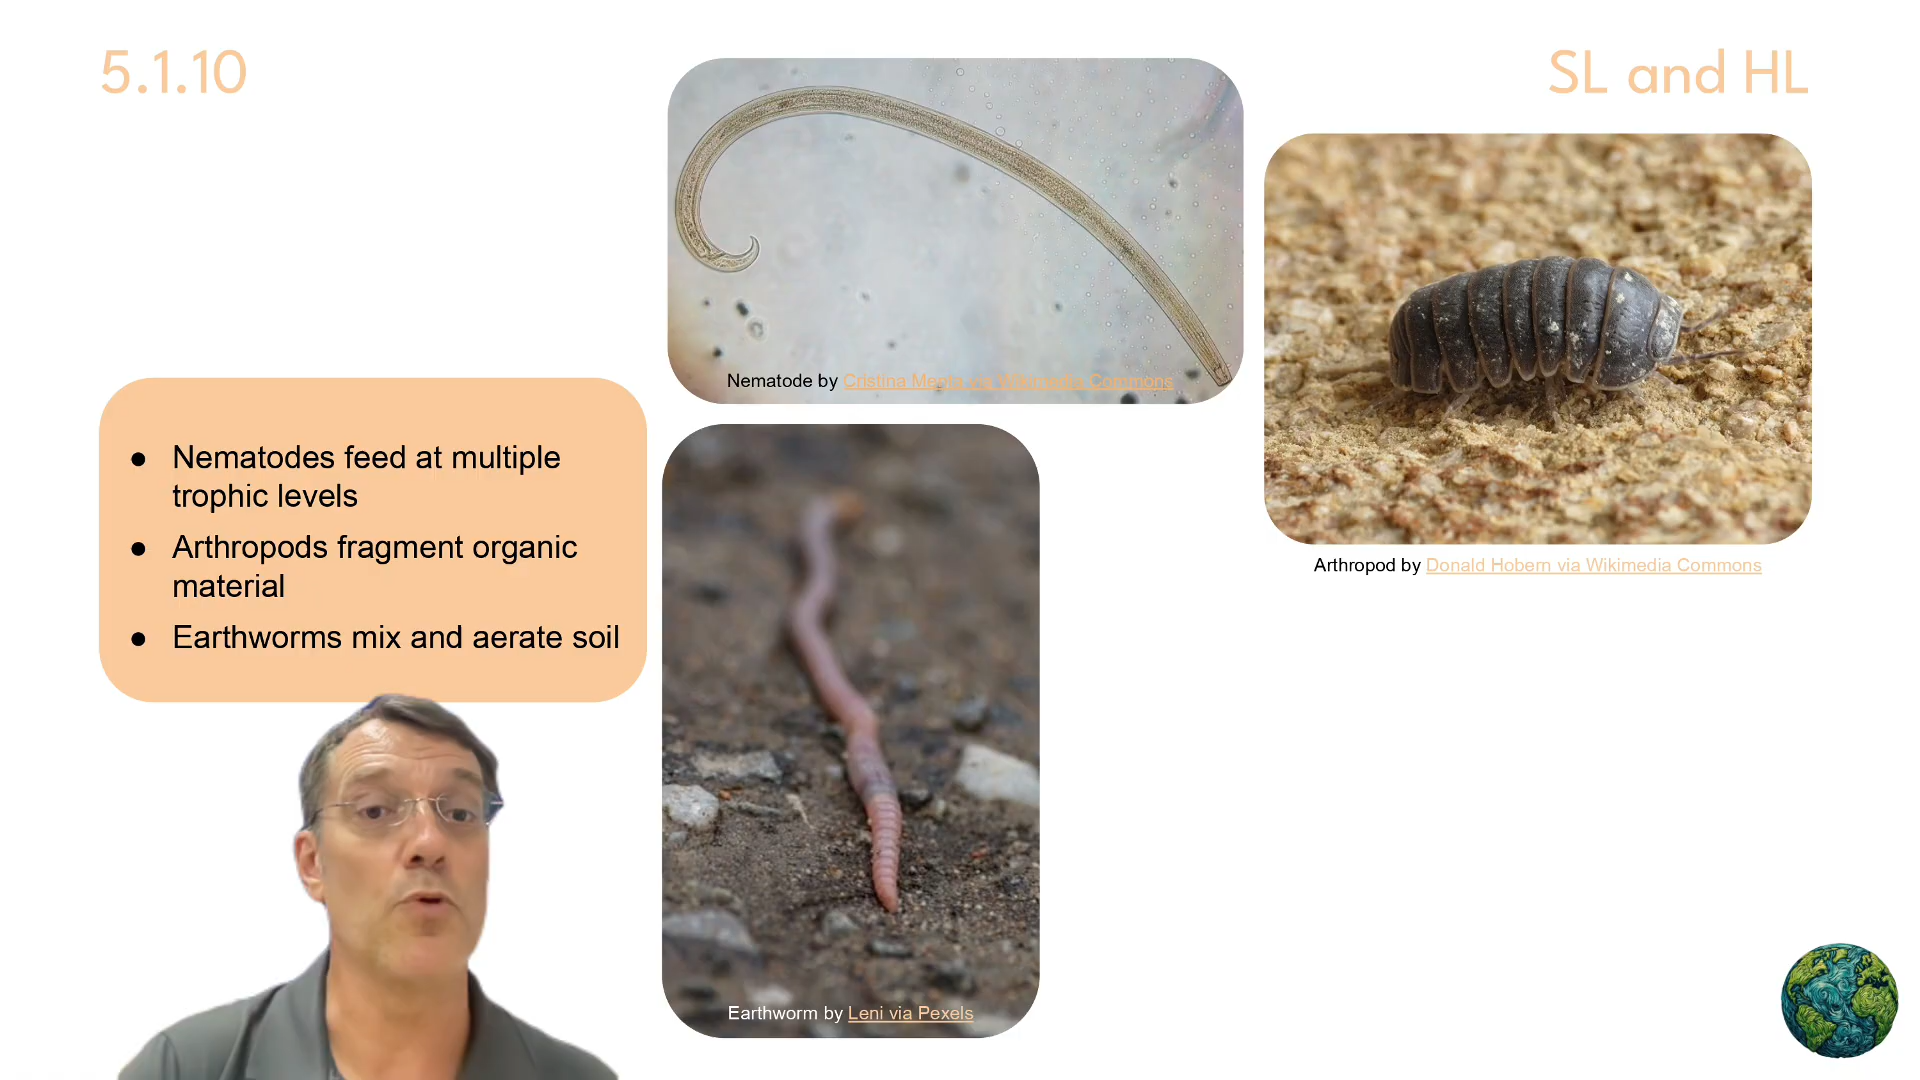 5.1.10
SL and HL
Nematode by Cristina Menta via Wikimedia Commons
Arthropod by Donald Hobern via Wikimedia Commons
● Nematodes feed at multiple
trophic levels
● Arthropods fragment organic
material
● Earthworms mix and aerate soil
Earthworm by Leni via Pexels